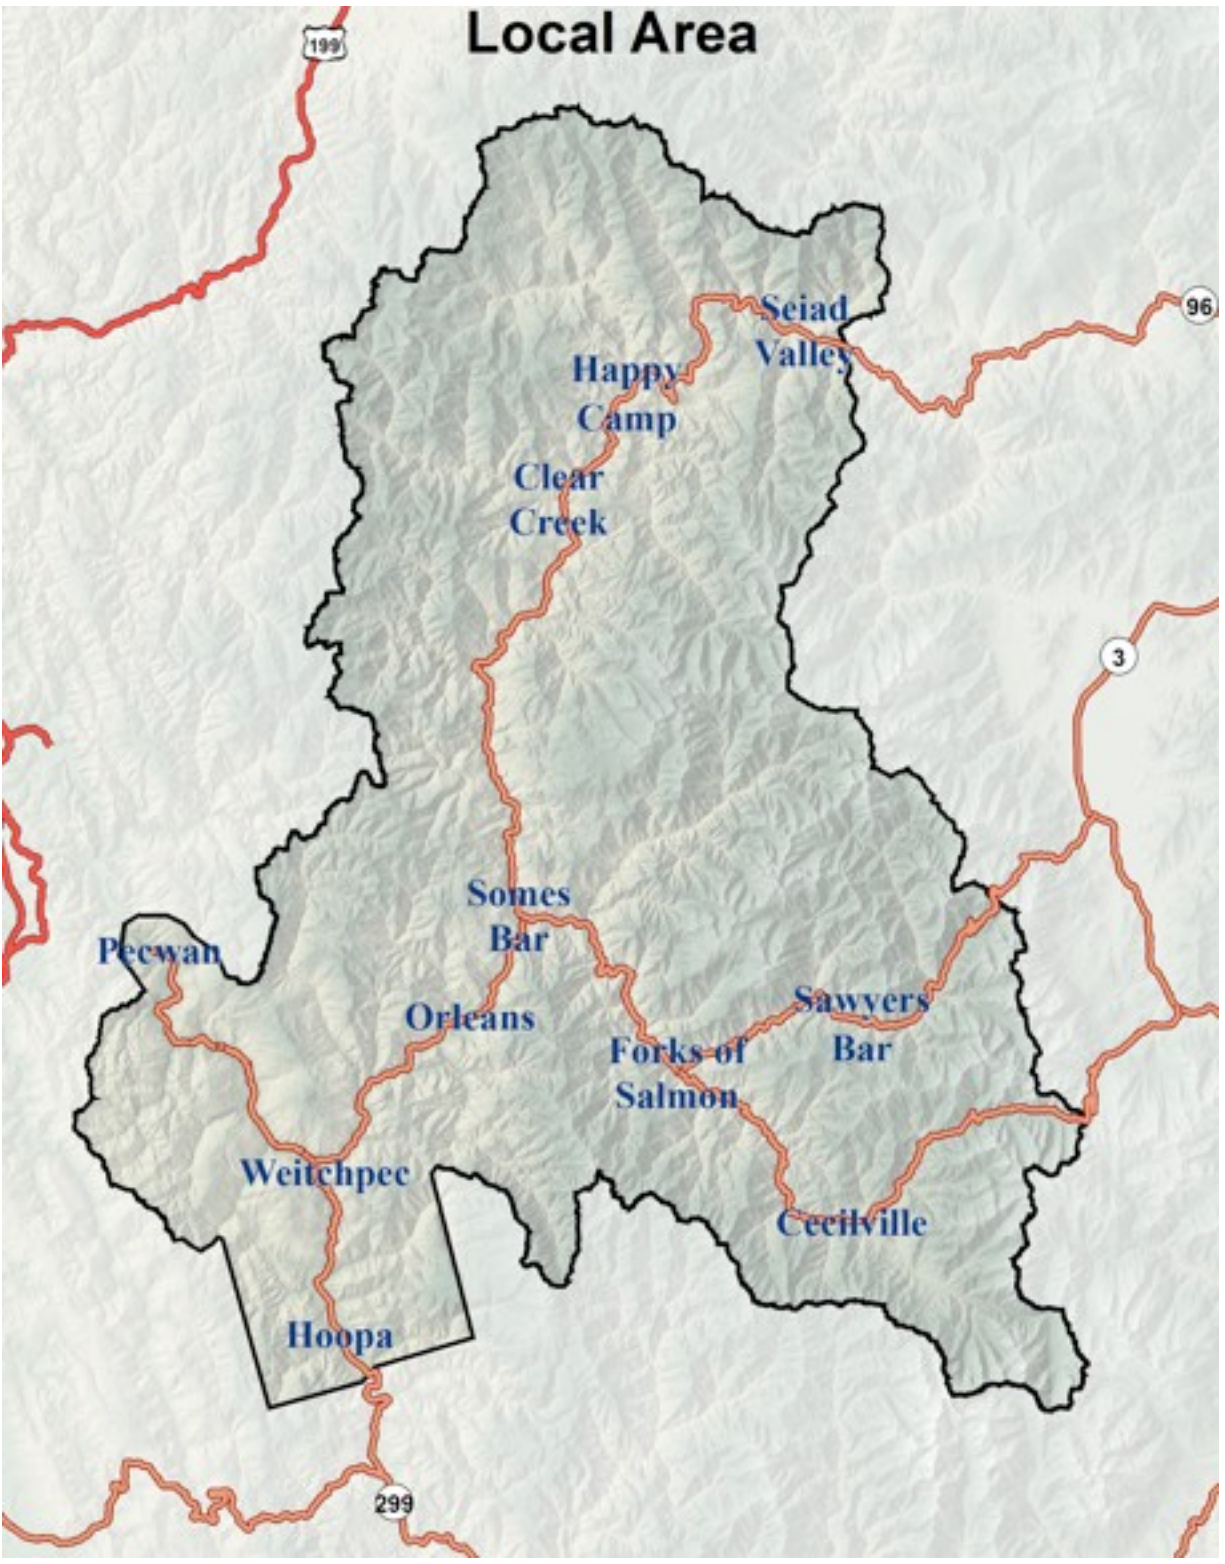 Local Area
199
96
Seiad
Valley
Happy
Camp
Clear
Creek
3
Somes
Bar
Pecwan
Orleans
Sawyers
Bar
Forks of
Salmon
Weitchpec
Cecilville
Hoopa
299